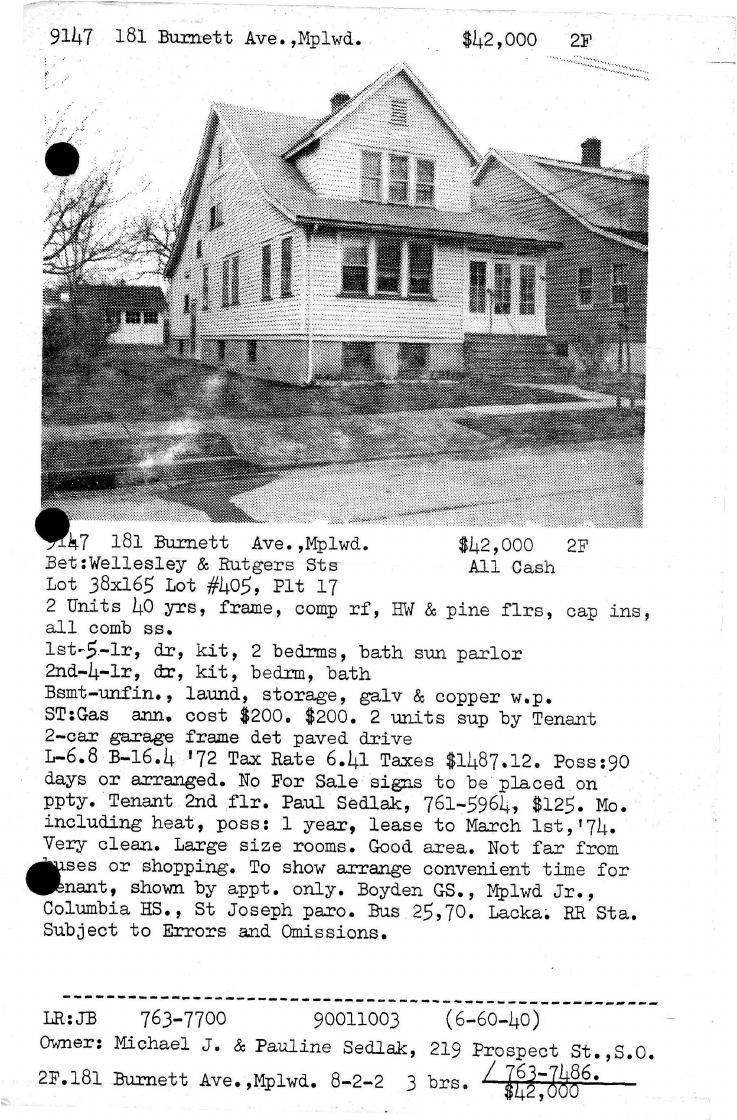 9147 181 Burnett Ave.,Mplwd. $42,000 2F
9147 181 Burnett Ave.,Mplwd. $42,000 2F
Bet:Wellesley & Rutgers Sts All Cash
Lot 38x165 Lot #405, Plt 17
2 Units 40 yrs, frame, comp rf, HW & pine flrs, cap ins,
all comb ss.
1st-5-lr, dr, kit, 2 bedrms, bath sun parlor
2nd-4-lr, dr, kit, bedrm, bath
Bsmt-unfin., laund, storage, galv & copper w.p.
ST:Gas ann. cost $200. $200. 2 units sup by Tenant
2-car garage frame det paved drive
L-6.8 B-16.4 '72 Tax Rate 6.41 Taxes $1487.12. Poss:90
days or arranged. No For Sale signs to be placed on
ppty. Tenant 2nd flr. Paul Sedlak, 761-5964, $125. Mo.
including heat, poss: 1 year, lease to March 1st,'74.
Very clean. Large size rooms. Good area. Not far from
buses or shopping. To show arrange convenient time for
tenant, shown by appt. only. Boyden GS., Mplwd Jr.,
Columbia HS., St Joseph paro. Bus 25,70. Lacka. RR Sta.
Subject to Errors and Omissions.
LR:JB 763-7700 90011003 (6-60-40)
Owner: Michael J. & Pauline Sedlak, 219 Prospect St.,S.O.
/ 763-7486.
2F.181 Burnett Ave.,Mplwd. 8-2-2 3 brs. $42,000